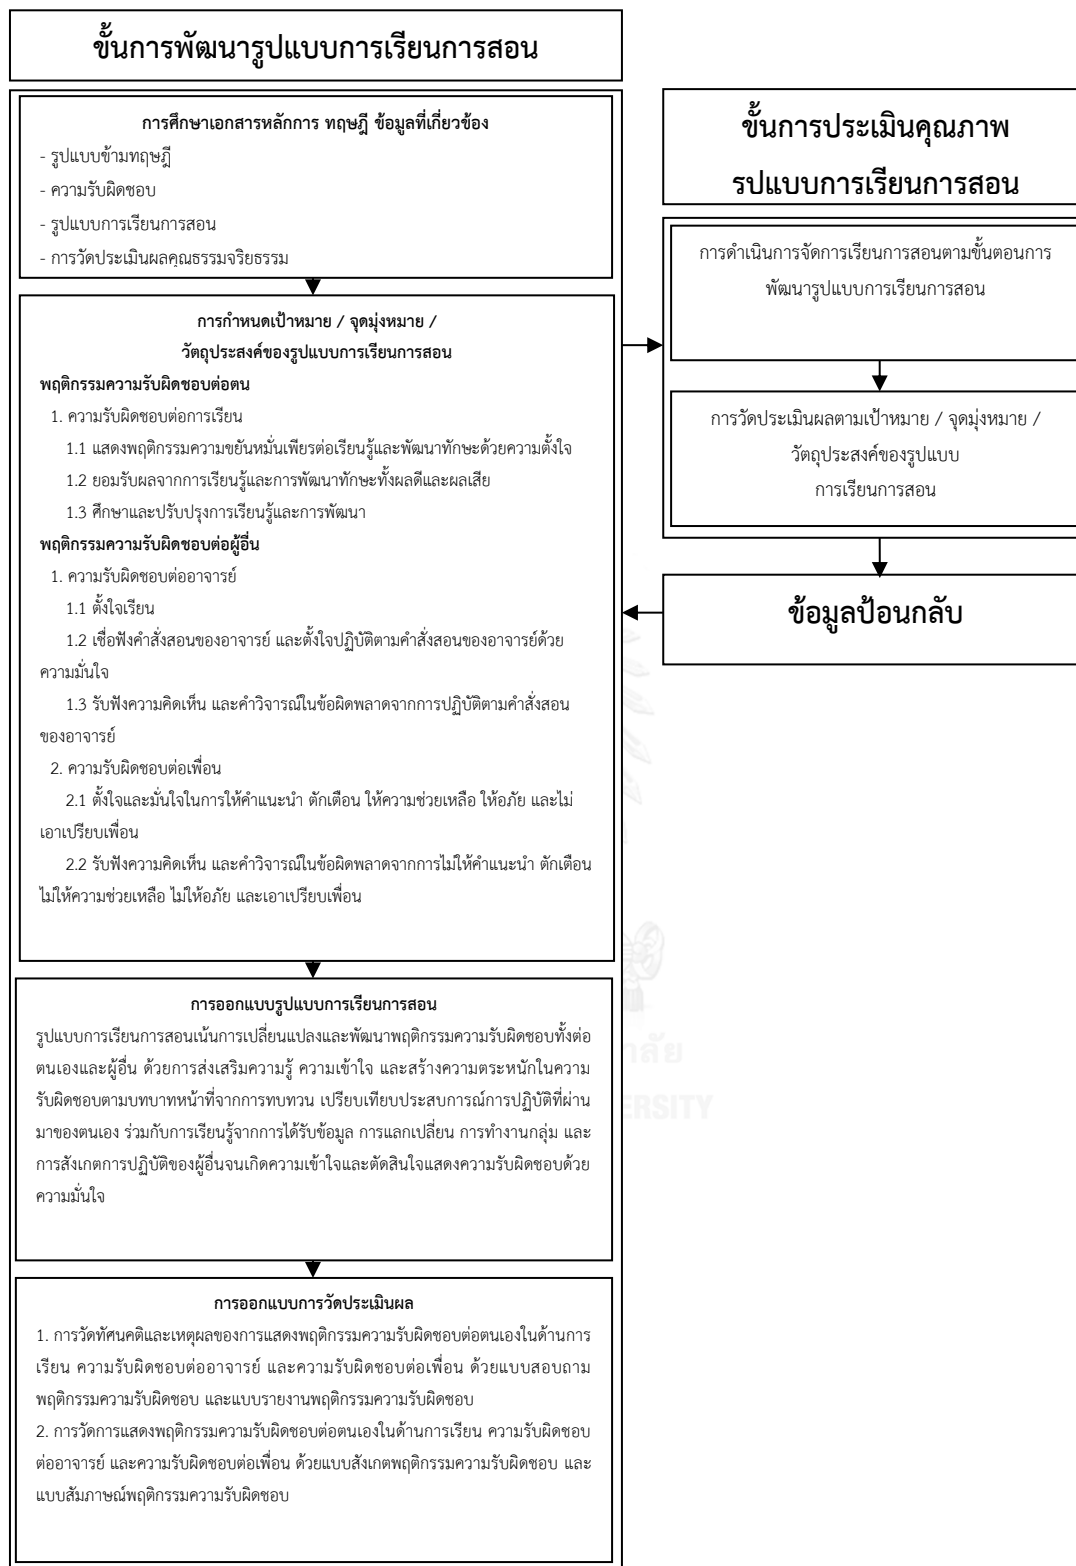 ขั้นการพัฒนารูปแบบการเรียนการสอน
การศึกษาเอกสารหลักการ ทฤษฎี ข้อมูลที่เกี่ยวข้อง
- รูปแบบข้ามทฤษฎี
- ความรับผิดชอบ
- รูปแบบการเรียนการสอน
- การวัดประเมินผลคุณธรรมจริยธรรม
การกำหนดเป้าหมาย / จุดมุ่งหมาย /
วัตถุประสงค์ของรูปแบบการเรียนการสอน
พฤติกรรมความรับผิดชอบต่อตน
1. ความรับผิดชอบต่อการเรียน
1.1 แสดงพฤติกรรมความขยันหมั่นเพียรต่อเรียนรู้และพัฒนาทักษะด้วยความตั้งใจ
1.2 ยอมรับผลจากการเรียนรู้และการพัฒนาทักษะทั้งผลดีและผลเสีย
1.3 ศึกษาและปรับปรุงการเรียนรู้และการพัฒนา
พฤติกรรมความรับผิดชอบต่อผู้อื่น
1. ความรับผิดชอบต่ออาจารย์
1.1 ตั้งใจเรียน
1.2 เชื่อฟังคำสั่งสอนของอาจารย์ และตั้งใจปฏิบัติตามคำสั่งสอนของอาจารย์ด้วย
ความมั่นใจ
1.3 รับฟังความคิดเห็น และคำวิจารณ์ในข้อผิดพลาดจากการปฏิบัติตามคำสั่งสอน
ของอาจารย์
2. ความรับผิดชอบต่อเพื่อน
2.1 ตั้งใจและมั่นใจในการให้คำแนะนำ ตักเตือน ให้ความช่วยเหลือ ให้อภัย และไม่
เอาเปรียบเพื่อน
2.2 รับฟังความคิดเห็น และคำวิจารณ์ในข้อผิดพลาดจากการไม่ให้คำแนะนำ ตักเตือน
ไม่ให้ความช่วยเหลือ ไม่ให้อภัย และเอาเปรียบเพื่อน
การออกแบบรูปแบบการเรียนการสอน
รูปแบบการเรียนการสอนเน้นการเปลี่ยนแปลงและพัฒนาพฤติกรรมความรับผิดชอบทั้งต่อ
ตนเองและผู้อื่น ด้วยการส่งเสริมความรู้ ความเข้าใจ และสร้างความตระหนักในความ
รับผิดชอบตามบทบาทหน้าที่จากการทบทวน เปรียบเทียบประสบการณ์การปฏิบัติที่ผ่าน
มาของตนเอง ร่วมกับการเรียนรู้จากการได้รับข้อมูล การแลกเปลี่ยน การทำงานกลุ่ม และ
การสังเกตการปฏิบัติของผู้อื่นจนเกิดความเข้าใจและตัดสินใจแสดงความรับผิดชอบด้วย
ความมั่นใจ
การออกแบบการวัดประเมินผล
1. การวัดทัศนคติและเหตุผลของการแสดงพฤติกรรมความรับผิดชอบต่อตนเองในด้านการ
เรียน ความรับผิดชอบต่ออาจารย์ และความรับผิดชอบต่อเพื่อน ด้วยแบบสอบถาม
พฤติกรรมความรับผิดชอบ และแบบรายงานพฤติกรรมความรับผิดชอบ
2. การวัดการแสดงพฤติกรรมความรับผิดชอบต่อตนเองในด้านการเรียน ความรับผิดชอบ
ต่ออาจารย์ และความรับผิดชอบต่อเพื่อน ด้วยแบบสังเกตพฤติกรรมความรับผิดชอบ และ
แบบสัมภาษณ์พฤติกรรมความรับผิดชอบ
ขั้นการประเมินคุณภาพ
รปแบบการเรียนการสอน
การดำเนินการจัดการเรียนการสอนตามขั้นตอนการ
พัฒนารูปแบบการเรียนการสอน
การวัดประเมินผลตามเป้าหมาย / จุดมุ่งหมาย /
วัตถุประสงค์ของรูปแบบ
การเรียนการสอน
ข้อมูลป้อนกลับ
าลัย
ERSITY